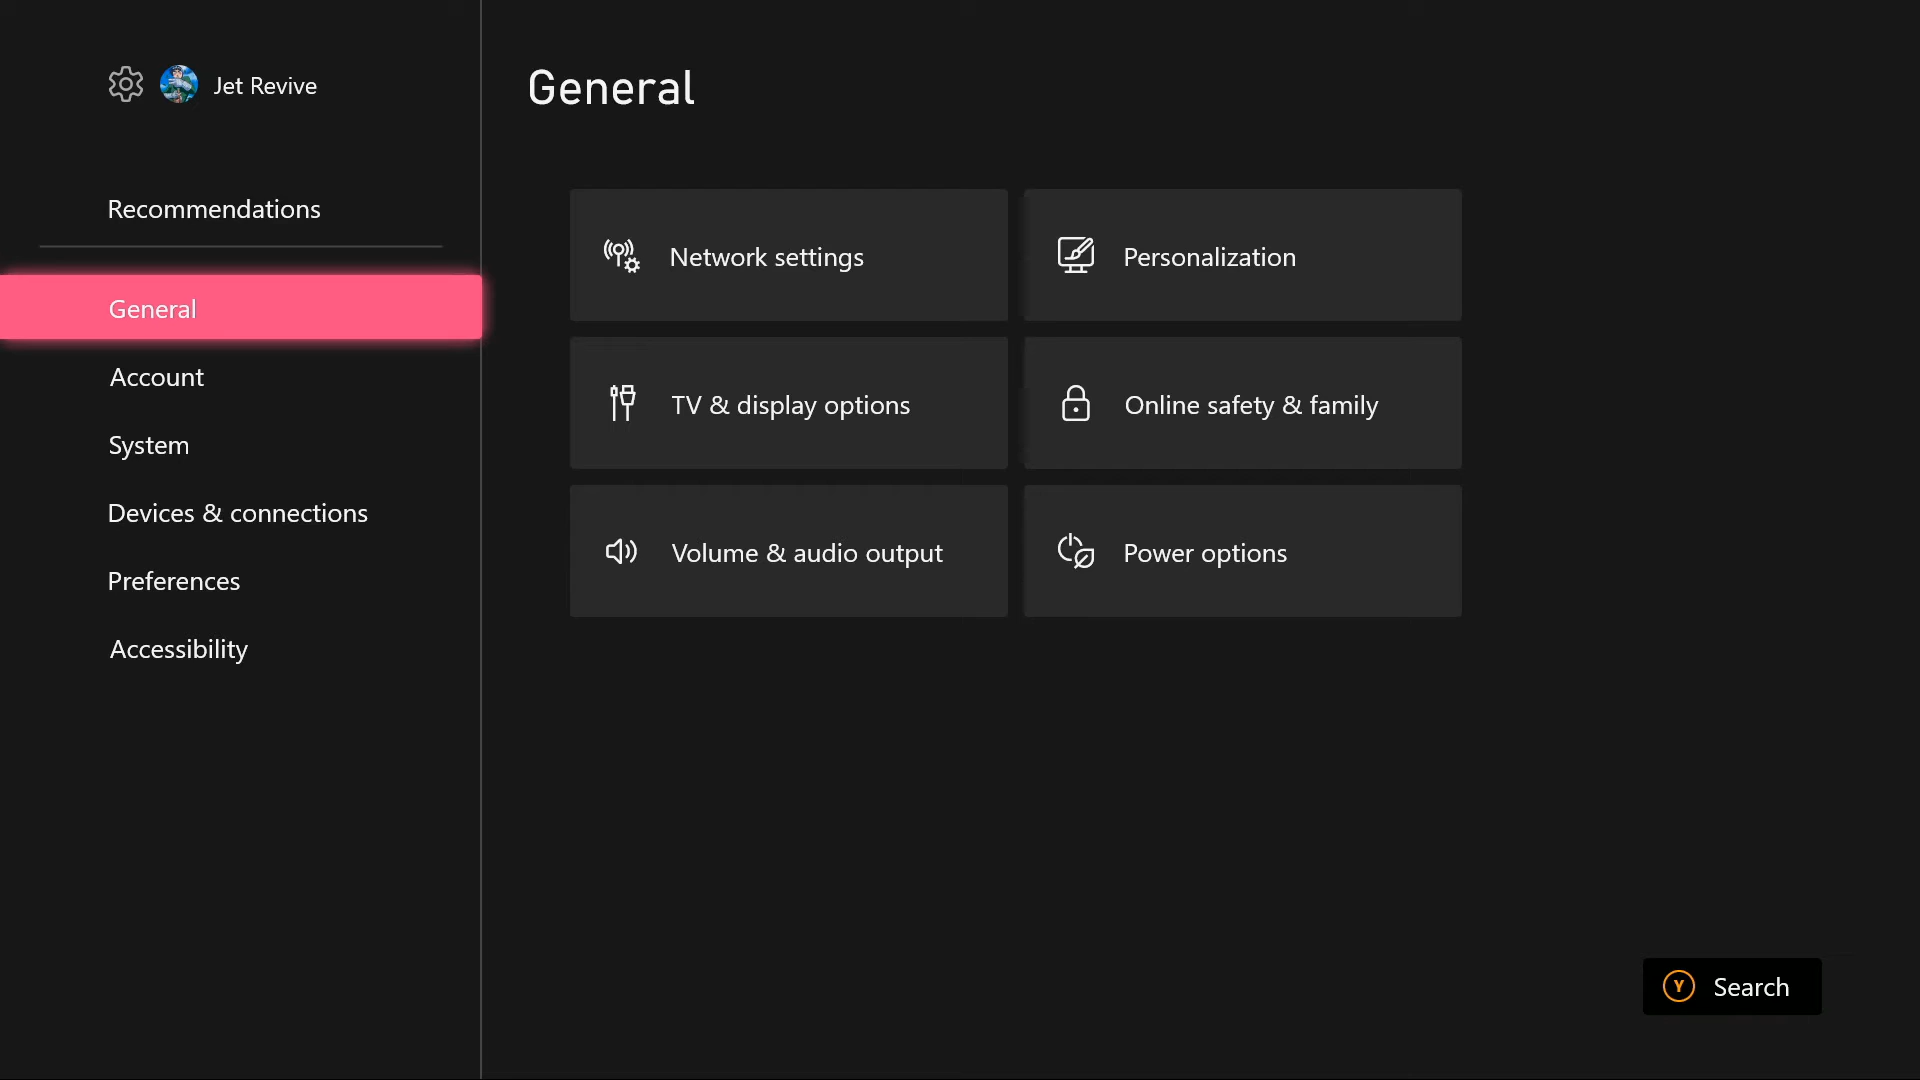 Jet Revive
Recommendations
General
Account
System
Devices & connections
Preferences
Accessibility
General
Network settings
Personalization
TV & display options
Online safety & family
Volume & audio output
Power options
Y Search